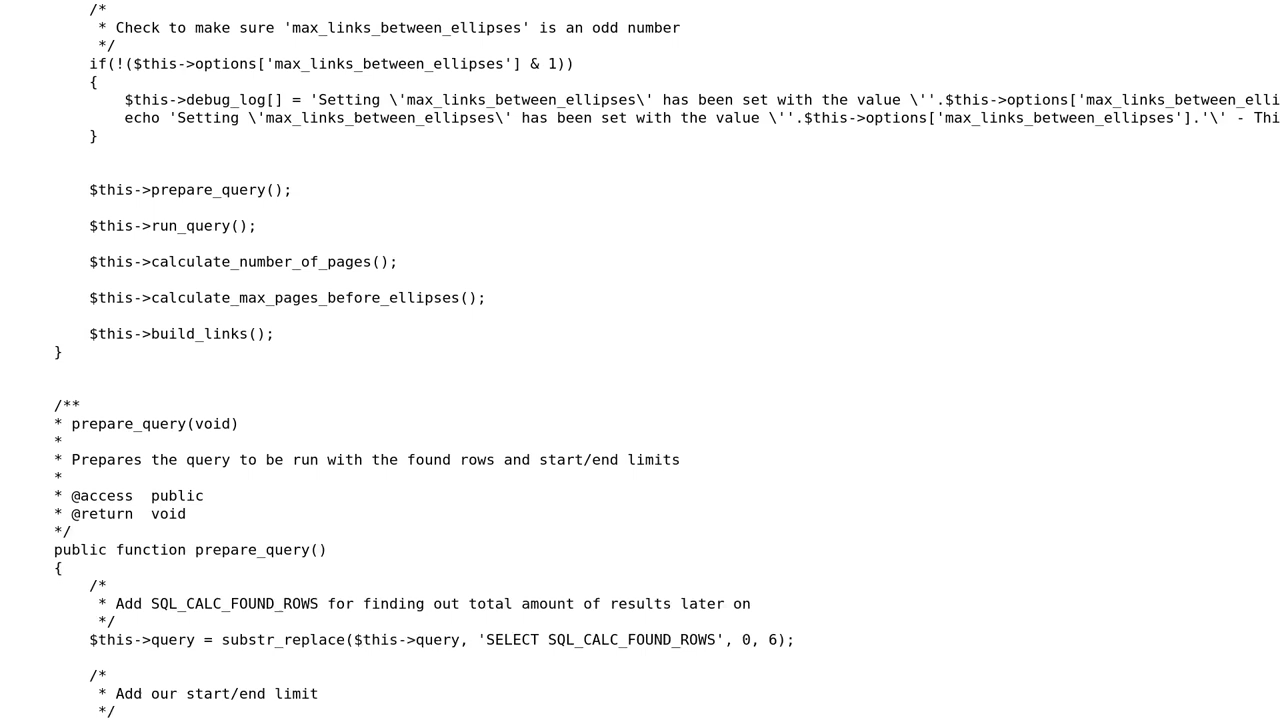 /*
 * Check to make sure 'max_links_between_ellipses' is an odd number
 */
if(!($this->options['max_links_between_ellipses'] & 1))
{
    $this->debug_log[] = 'Setting \'max_links_between_ellipses\' has been set with the value \''.$this->options['max_links_between_elli
    echo 'Setting \'max_links_between_ellipses\' has been set with the value \''.$this->options['max_links_between_ellipses'].'\' - Thi
}
$this->prepare_query();
$this->run_query();
$this->calculate_number_of_pages();
$this->calculate_max_pages_before_ellipses();
$this->build_links();
}
/**
* prepare_query(void)
*
* Prepares the query to be run with the found rows and start/end limits
*
* @access  public
* @return  void
*/
public function prepare_query()
{
    /*
     * Add SQL_CALC_FOUND_ROWS for finding out total amount of results later on
     */
    $this->query = substr_replace($this->query, 'SELECT SQL_CALC_FOUND_ROWS', 0, 6);
    /*
     * Add our start/end limit
     */